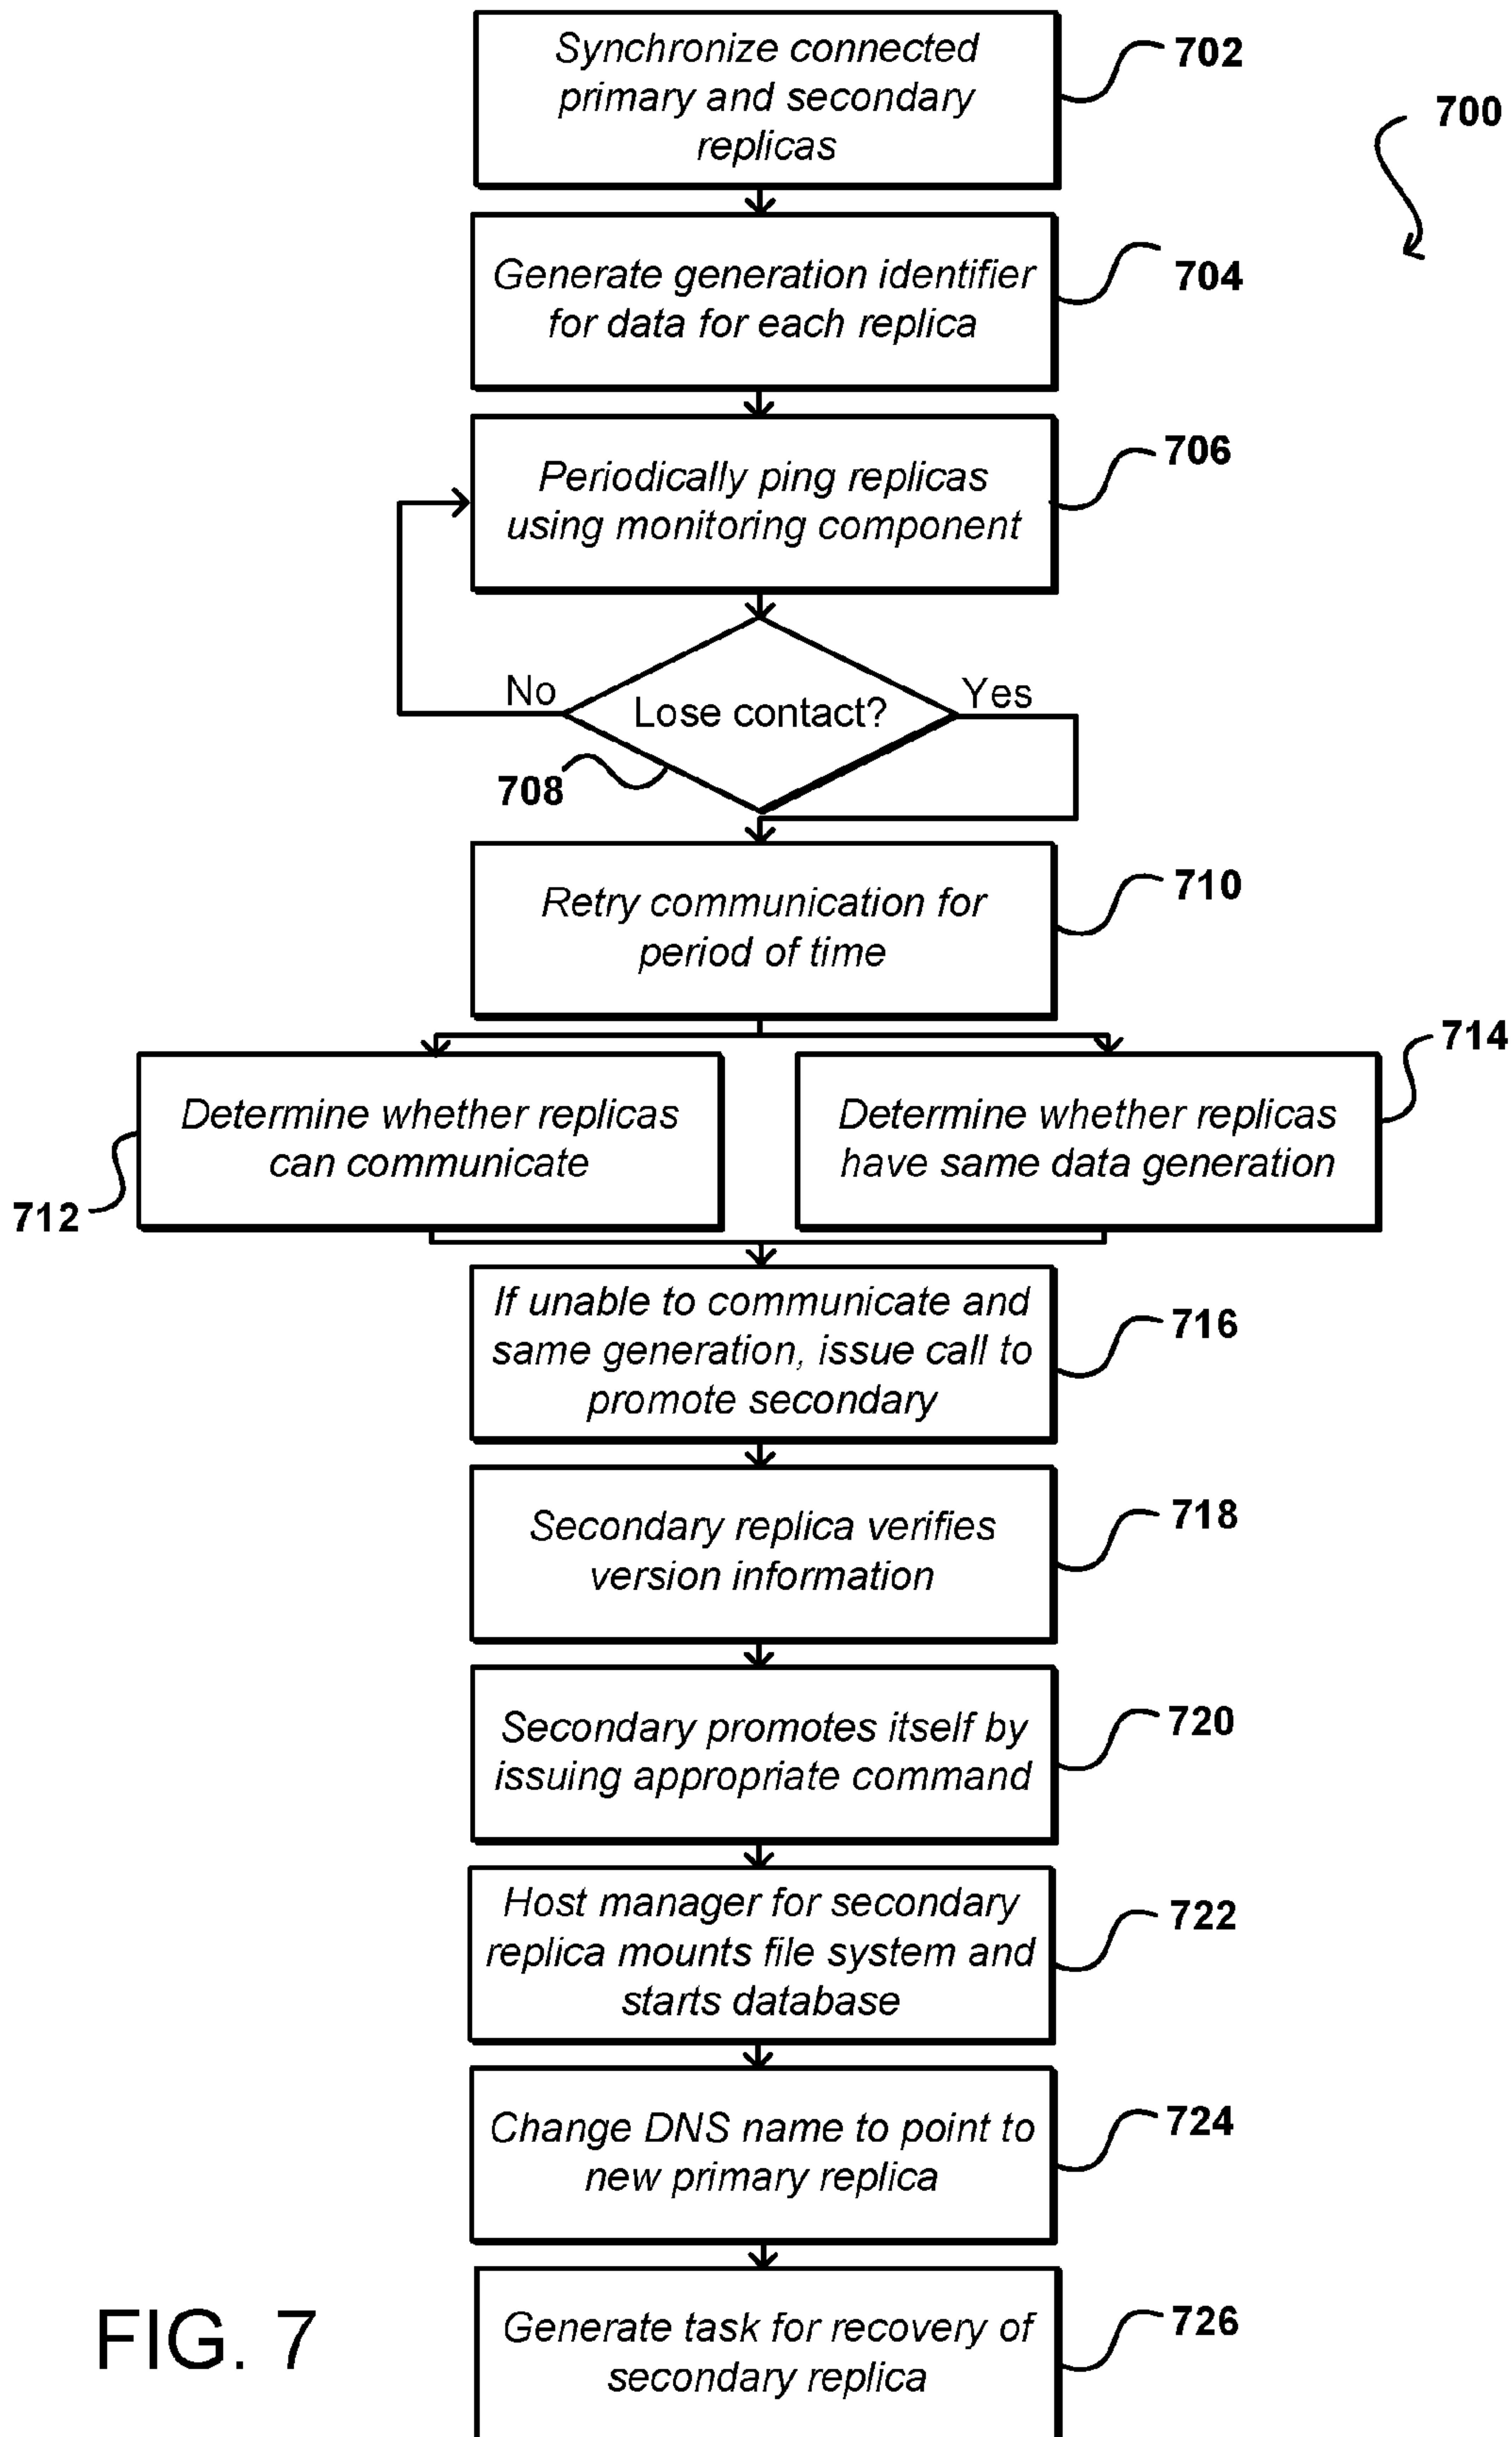 Synchronize connected
primary and secondary
replicas
702
700
Generate generation identifier
for data for each replica
704
Periodically ping replicas
using monitoring component
706
No
Lose contact?
Yes
708
Retry communication for
period of time
710
Determine whether replicas
can communicate
712
Determine whether replicas
have same data generation
714
If unable to communicate and
same generation, issue call to
promote secondary
716
Secondary replica verifies
version information
718
Secondary promotes itself by
issuing appropriate command
720
Host manager for secondary
replica mounts file system and
starts database
722
Change DNS name to point to
new primary replica
724
Generate task for recovery of
secondary replica
726
FIG. 7